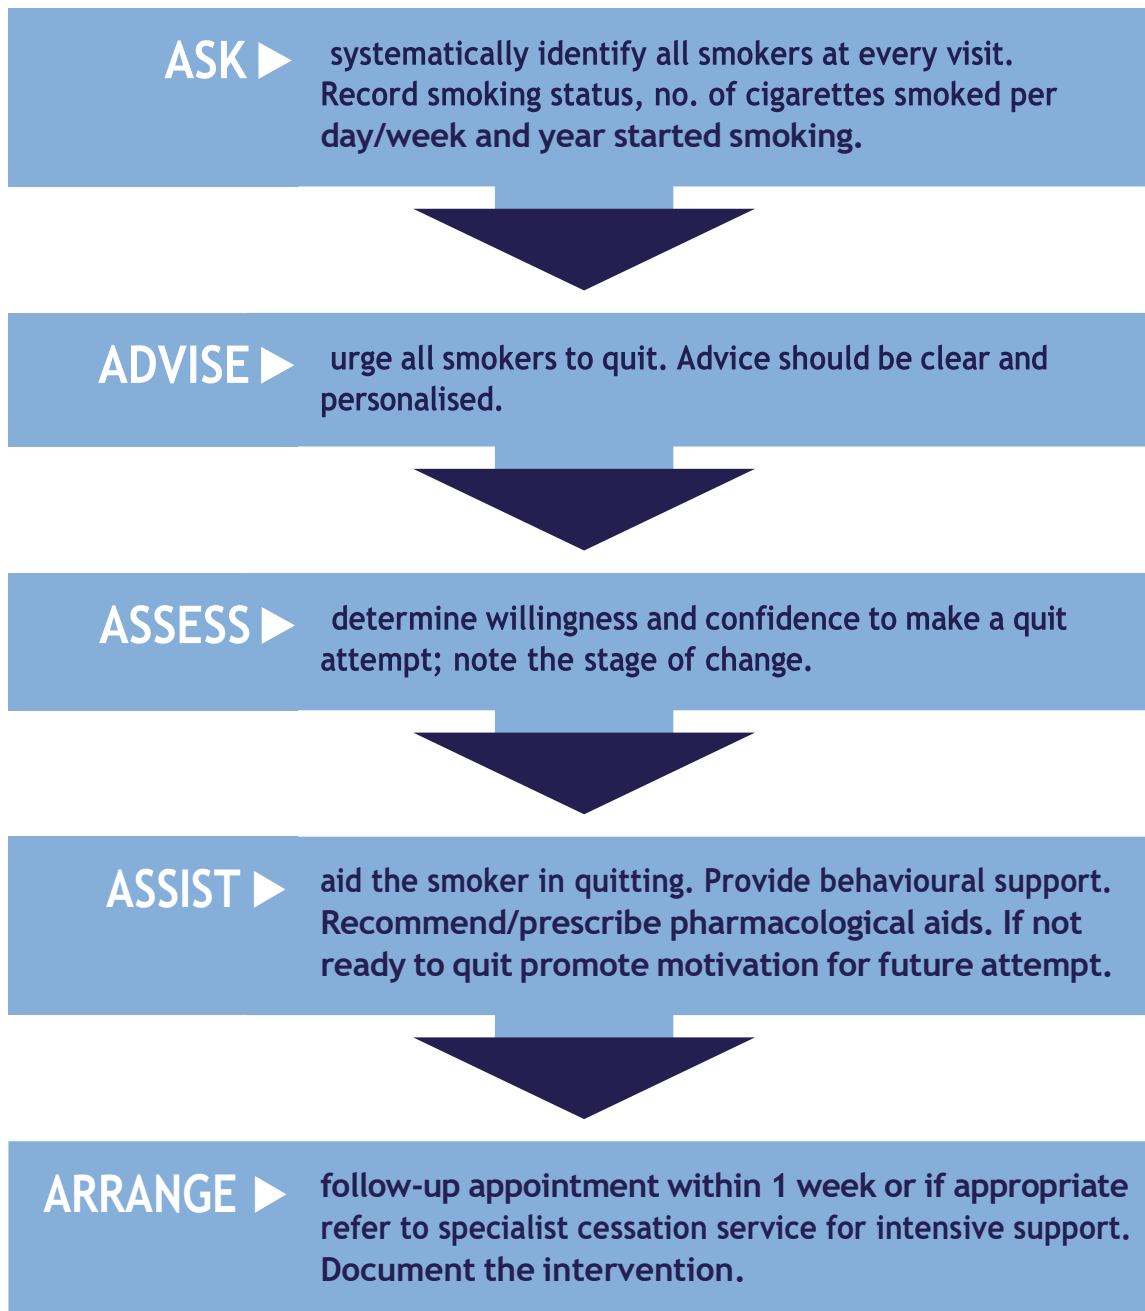 ASK ▶ systematically identify all smokers at every visit.
Record smoking status, no. of cigarettes smoked per
day/week and year started smoking.
ADVISE ▶ urge all smokers to quit. Advice should be clear and
personalised.
ASSESS ▶ determine willingness and confidence to make a quit
attempt; note the stage of change.
ASSIST ▶ aid the smoker in quitting. Provide behavioural support.
Recommend/prescribe pharmacological aids. If not
ready to quit promote motivation for future attempt.
ARRANGE ▶ follow-up appointment within 1 week or if appropriate
refer to specialist cessation service for intensive support.
Document the intervention.